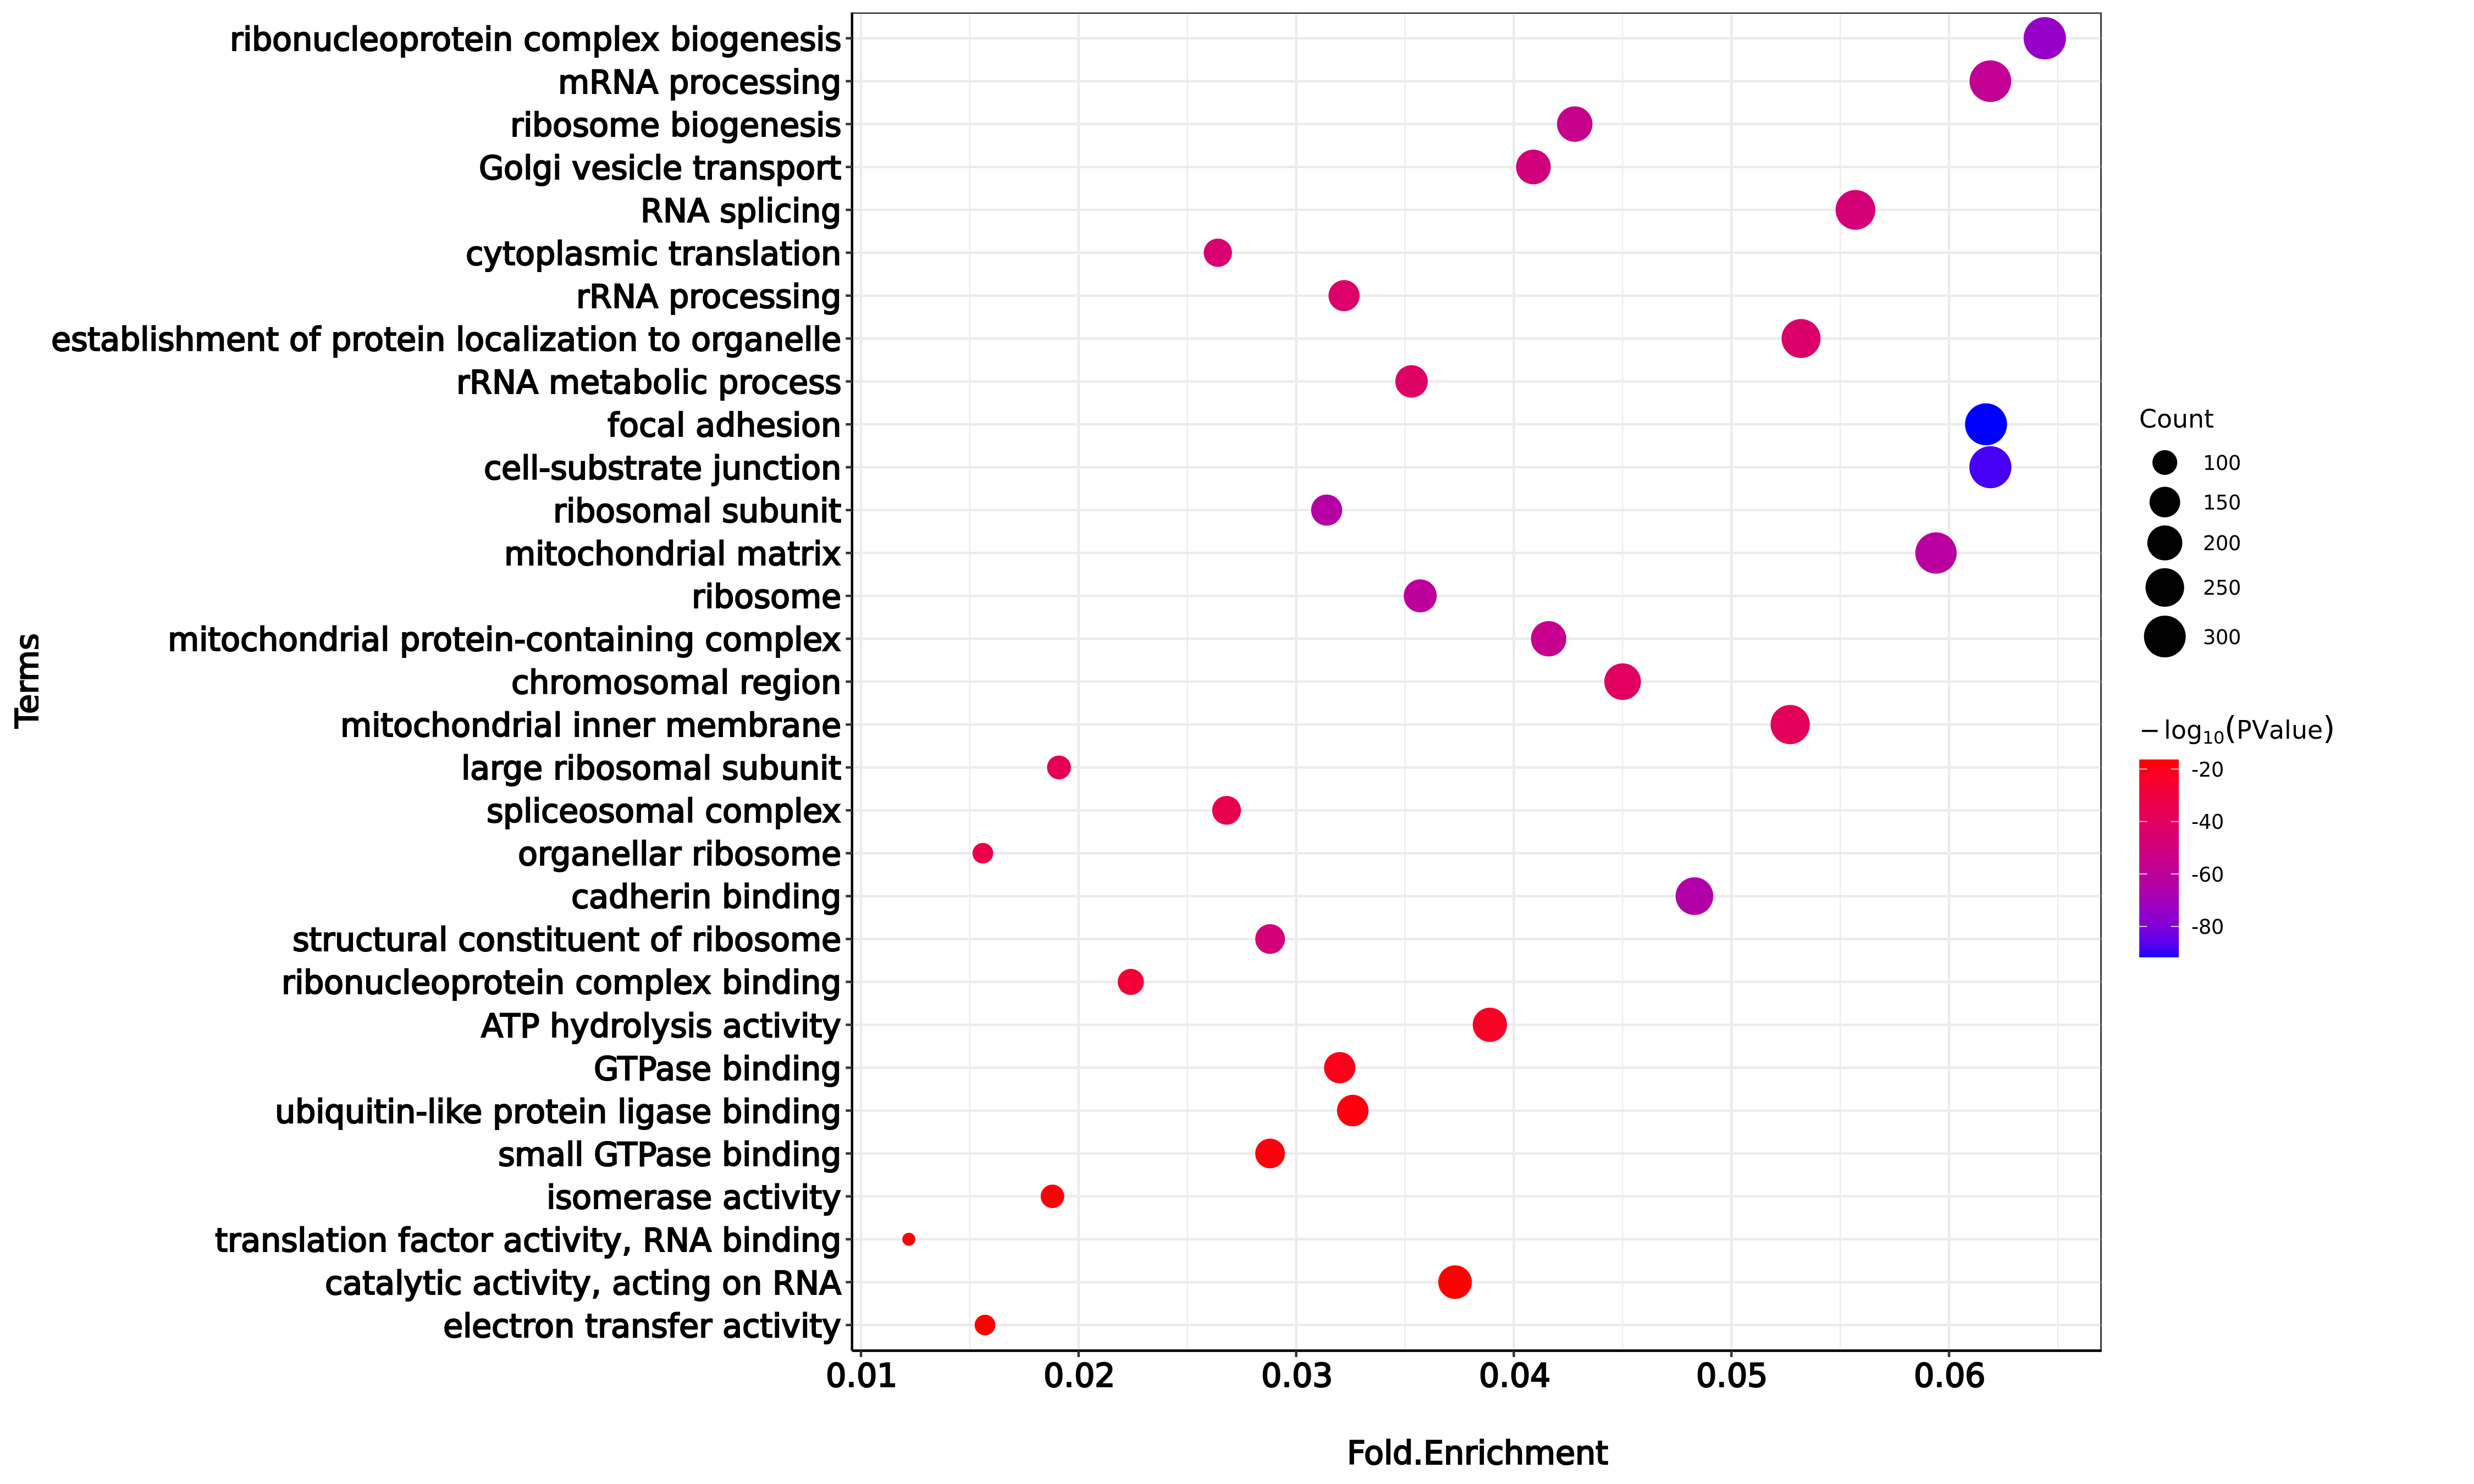 ribonucleoprotein complex biogenesis
mRNA processing
ribosome biogenesis
Golgi vesicle transport
RNA splicing
cytoplasmic translation
rRNA processing
establishment of protein localization to organelle
rRNA metabolic process
focal adhesion
cell-substrate junction
ribosomal subunit
mitochondrial matrix
ribosome
mitochondrial protein-containing complex
chromosomal region
mitochondrial inner membrane
large ribosomal subunit
spliceosomal complex
organellar ribosome
cadherin binding
structural constituent of ribosome
ribonucleoprotein complex binding
ATP hydrolysis activity
GTPase binding
ubiquitin-like protein ligase binding
small GTPase binding
isomerase activity
translation factor activity, RNA binding
catalytic activity, acting on RNA
electron transfer activity
Terms
0.01 0.02 0.03 0.04 0.05 0.06
Fold.Enrichment
Count
100
150
200
250
300
−log₁₀(PValue)
-20
-40
-60
-80